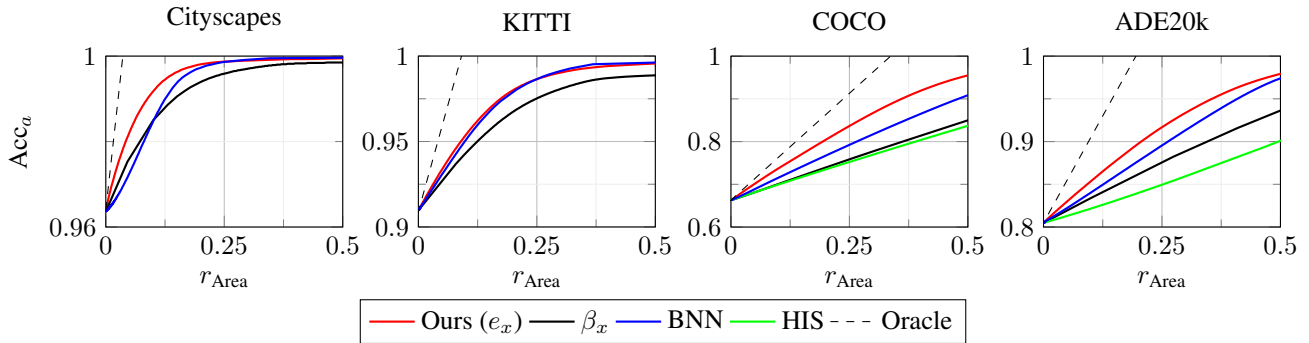 Cityscapes
KITTI
COCO
ADE20k
Acc_a
1
0.96
0 0.25 0.5
r_Area
1
0.95
0.9
0 0.25 0.5
r_Area
1
0.8
0.6
0 0.25 0.5
r_Area
1
0.9
0.8
0 0.25 0.5
r_Area
Ours (e_x) β_x BNN HIS Oracle